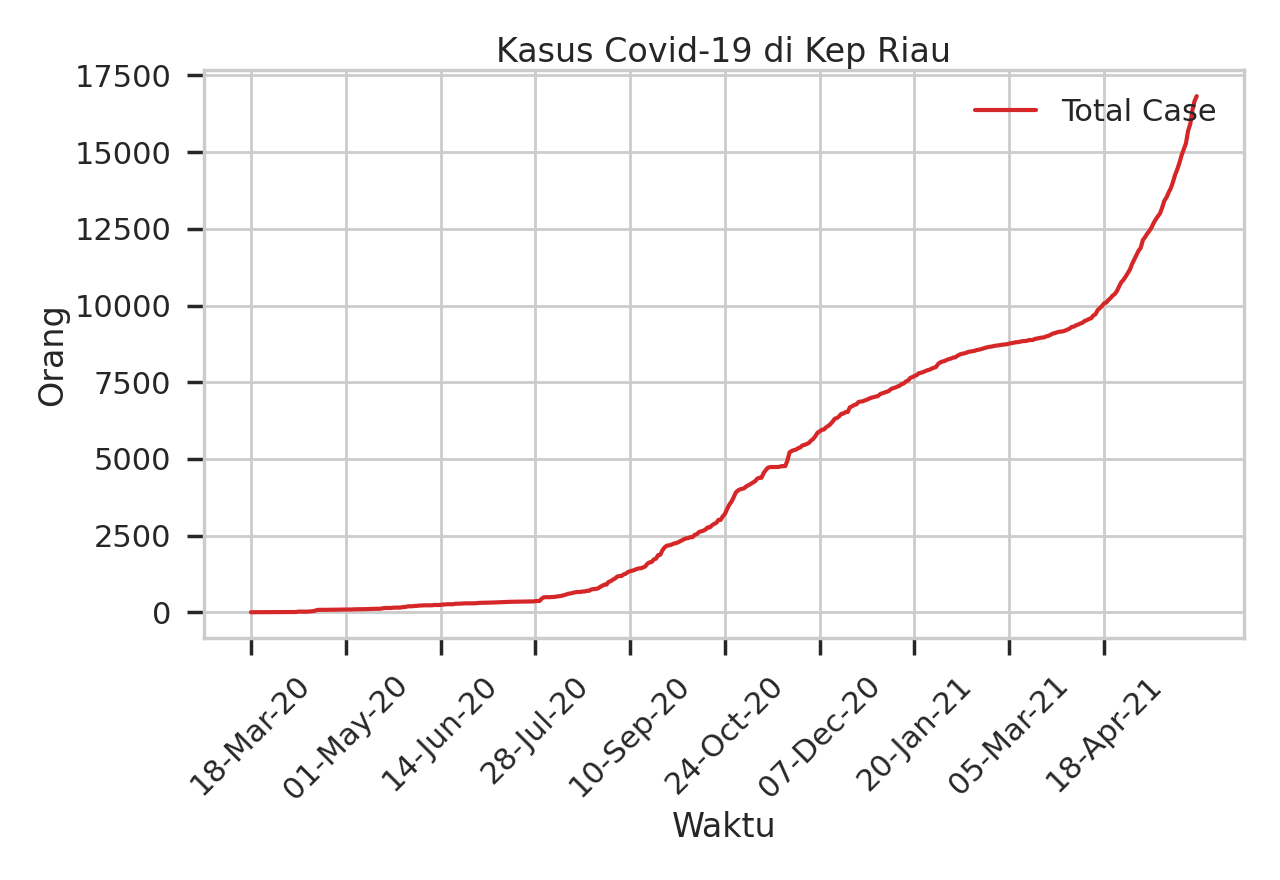 Kasus Covid-19 di Kep Riau
Total Case
Orang
17500
15000
12500
10000
7500
5000
2500
0
18-Mar-20
01-May-20
14-Jun-20
28-Jul-20
10-Sep-20
24-Oct-20
07-Dec-20
20-Jan-21
05-Mar-21
18-Apr-21
Waktu